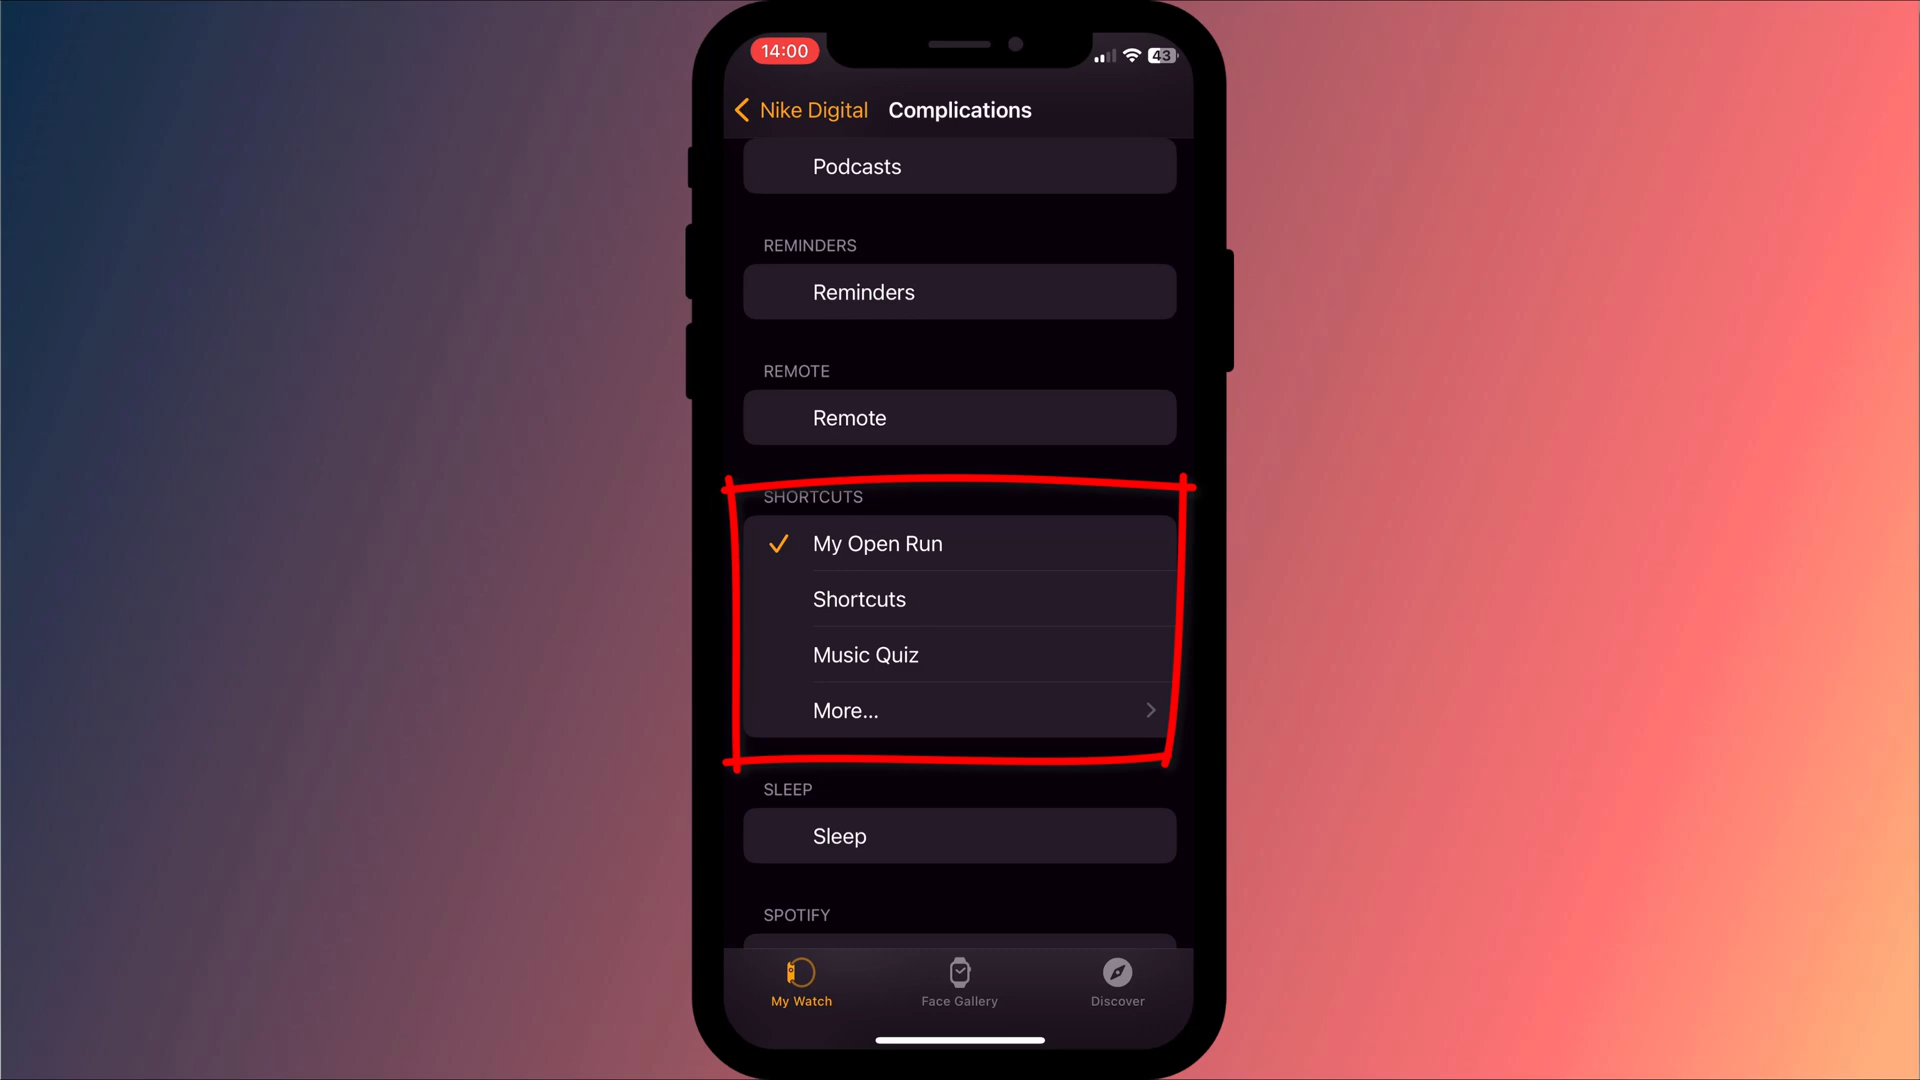 14:00
43
Nike Digital Complications
Podcasts
REMINDERS
Reminders
REMOTE
Remote
SHORTCUTS
My Open Run
Shortcuts
Music Quiz
More...
SLEEP
Sleep
SPOTIFY
My Watch Face Gallery Discover